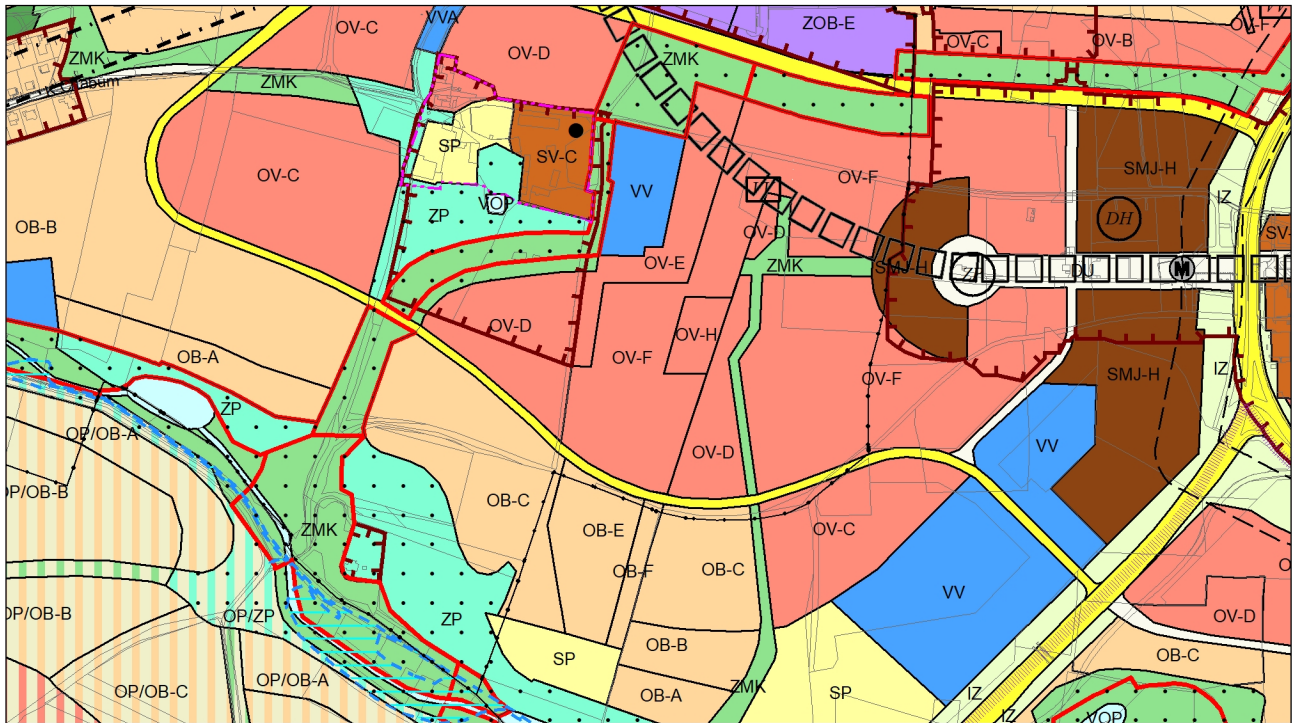 VVA
OV-C
OV-D
ZMK
ZOB-E
OV-C
OV-B
OV-F
ZMK
ZMK
SP
SV-C
OV-C
VV
OV-F
SMJ-H
IZ
OB-B
ZP
VOP
TT
OV-D
DH
SV-
OV-E
ZMK
SMJ-H
ZP
DU
M
OV-D
OV-H
OB-A
OV-F
OV-F
SMJ-H
IZ
ZP
OP/OB-A
VV
OV-D
OP/OB-B
OB-C
OB-E
ZMK
OV-C
OB-F
OB-C
VV
O
OP/OB-B
OP/ZP
ZP
OV-D
OB-B
OB-C
SP
OP/OB-A
OP/OB-C
OB-A
ZMK
SP
IZ
IZ
VOP